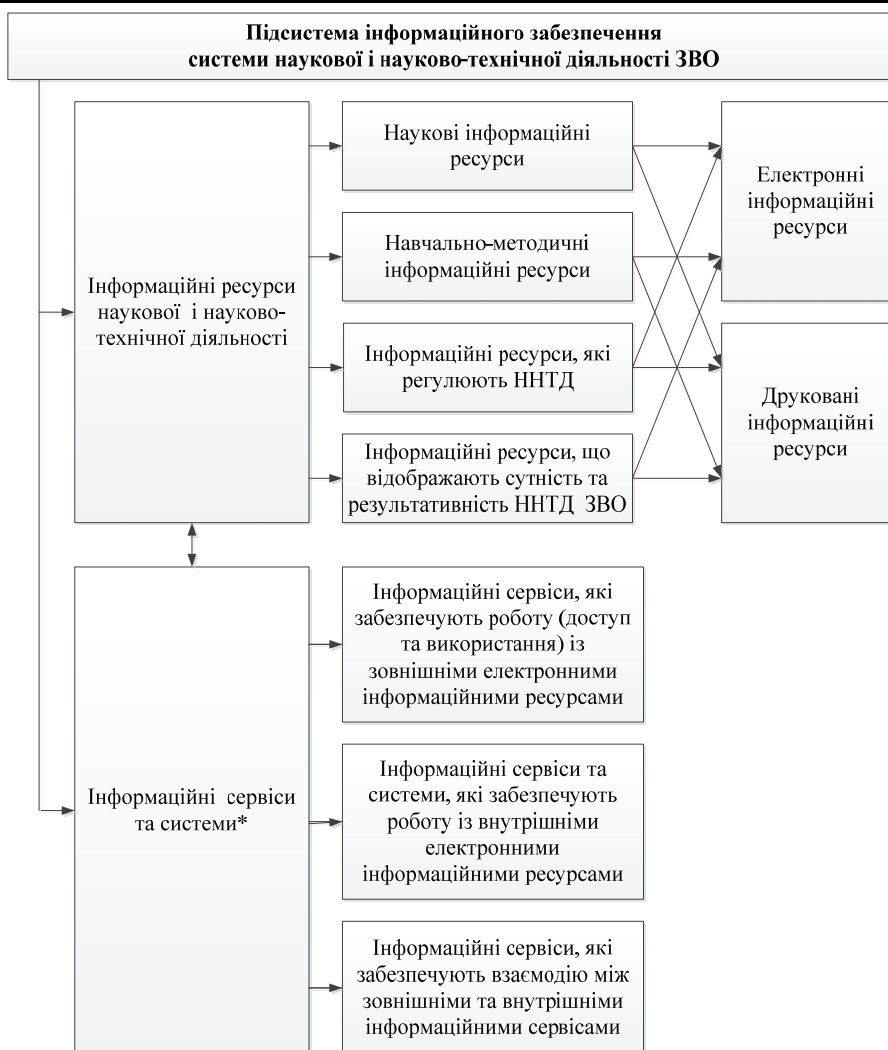 Підсистема інформаційного забезпечення
системи наукової і науково-технічної діяльності ЗВО
Інформаційні ресурси
наукової і науково-
технічної діяльності
Наукові інформаційні
ресурси
Навчально-методичні
інформаційні ресурси
Інформаційні ресурси, які
регулюють ННТД
Інформаційні ресурси, що
відображають сутність та
результативність ННТД ЗВО
Електронні
інформаційні
ресурси
Друковані
інформаційні
ресурси
Інформаційні сервіси
та системи*
Інформаційні сервіси, які
забезпечують роботу (доступ
та використання) із
зовнішніми електронними
інформаційними ресурсами
Інформаційні сервіси та
системи, які забезпечують
роботу із внутрішніми
електронними
інформаційними ресурсами
Інформаційні сервіси, які
забезпечують взаємодію між
зовнішніми та внутрішніми
інформаційними сервісами